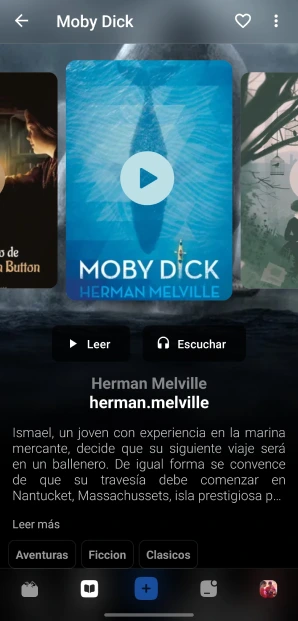 Moby Dick
o de
n Button
MOBY DICK
HERMAN MELVILLE
Leer
Escuchar
Herman Melville
herman.melville
Ismael, un joven con experiencia en la marina
mercante, decide que su siguiente viaje será
en un ballenero. De igual forma se convence
de que su travesía debe comenzar en
Nantucket, Massachussets, isla prestigiosa p...
Leer más
Aventuras
Ficcion
Clasicos